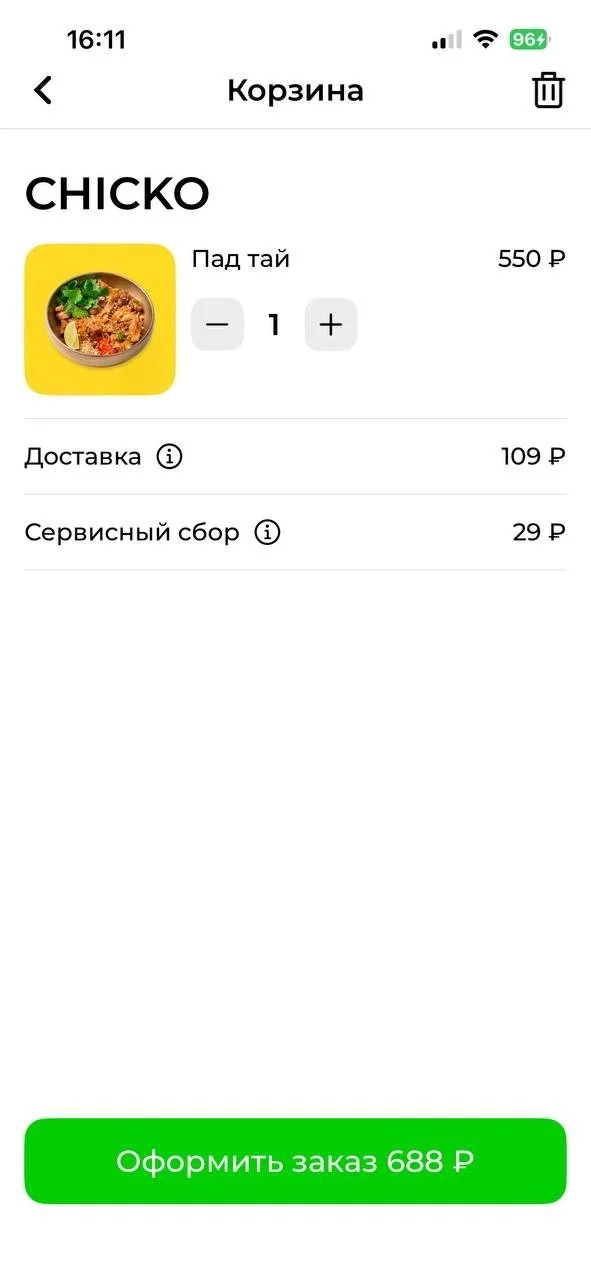 16:11
96
Корзина
CHICKO
Пад тай 550 ₽
1
Доставка 109 ₽
Сервисный сбор 29 ₽
Оформить заказ 688 ₽